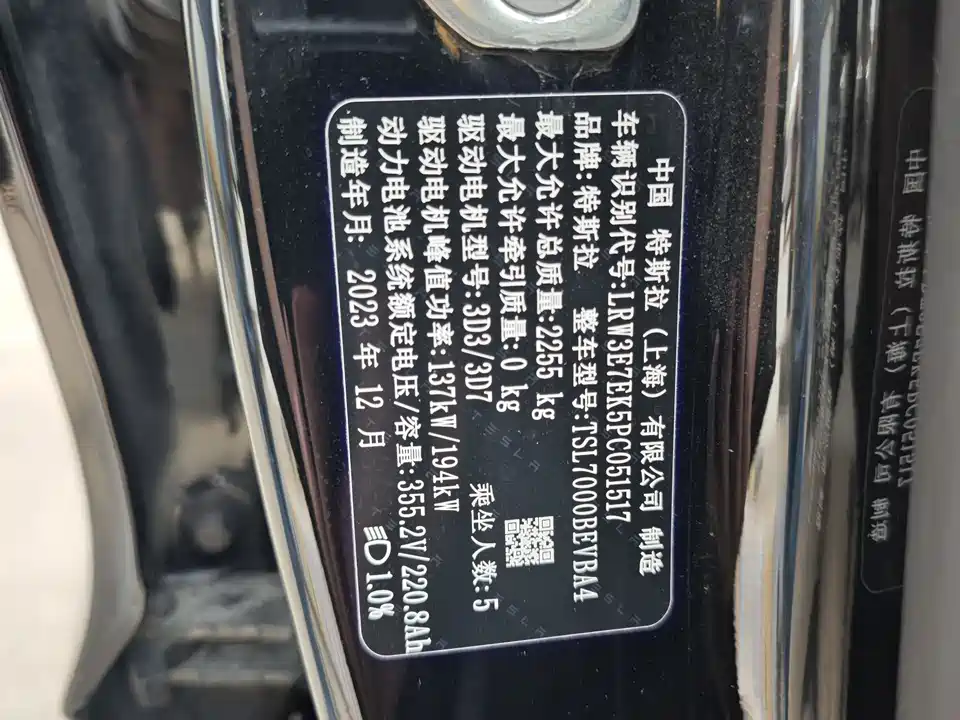 中国 特斯拉（上海）有限公司 制造
车辆识别代号:LRW3E7EK5PC051517
品牌:特斯拉 整车型号:TSL7000BEVBA4
最大允许总质量:2255 kg
最大允许牵引质量:0 kg
驱动电机型号:3D3/3D7 乘坐人数:5
驱动电机峰值功率:137kW/194kW
动力电池系统额定电压/容量:355.2V/220.8Ah
制造年月: 2023 年 12 月 1.0%